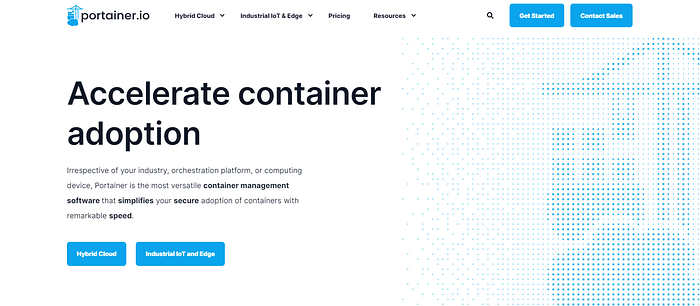 portainer.io
Hybrid Cloud
Industrial IoT & Edge
Pricing
Resources
Get Started
Contact Sales
Accelerate container
adoption
Irrespective of your industry, orchestration platform, or computing
device, Portainer is the most versatile container management
software that simplifies your secure adoption of containers with
remarkable speed.
Hybrid Cloud
Industrial IoT and Edge